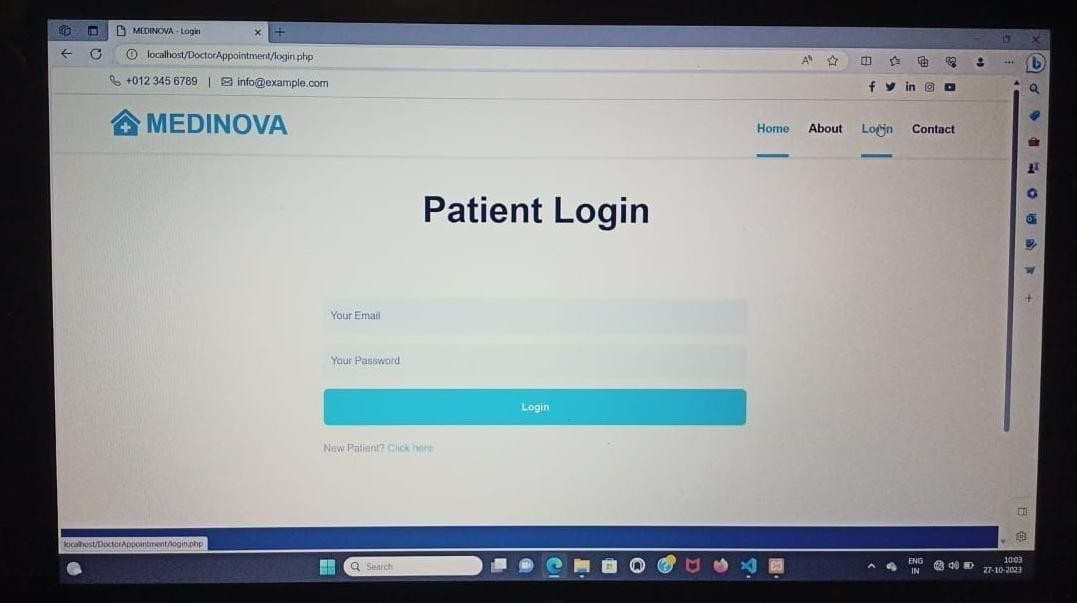 MEDINOVA - Login
localhost/DoctorAppointment/login.php
+012 345 6789 | info@example.com
MEDINOVA
Home About Login Contact
Patient Login
Your Email
Your Password
Login
New Patient? Click here
localhost/DoctorAppointment/login.php
Search
ENG
IN
10:03
27-10-2023